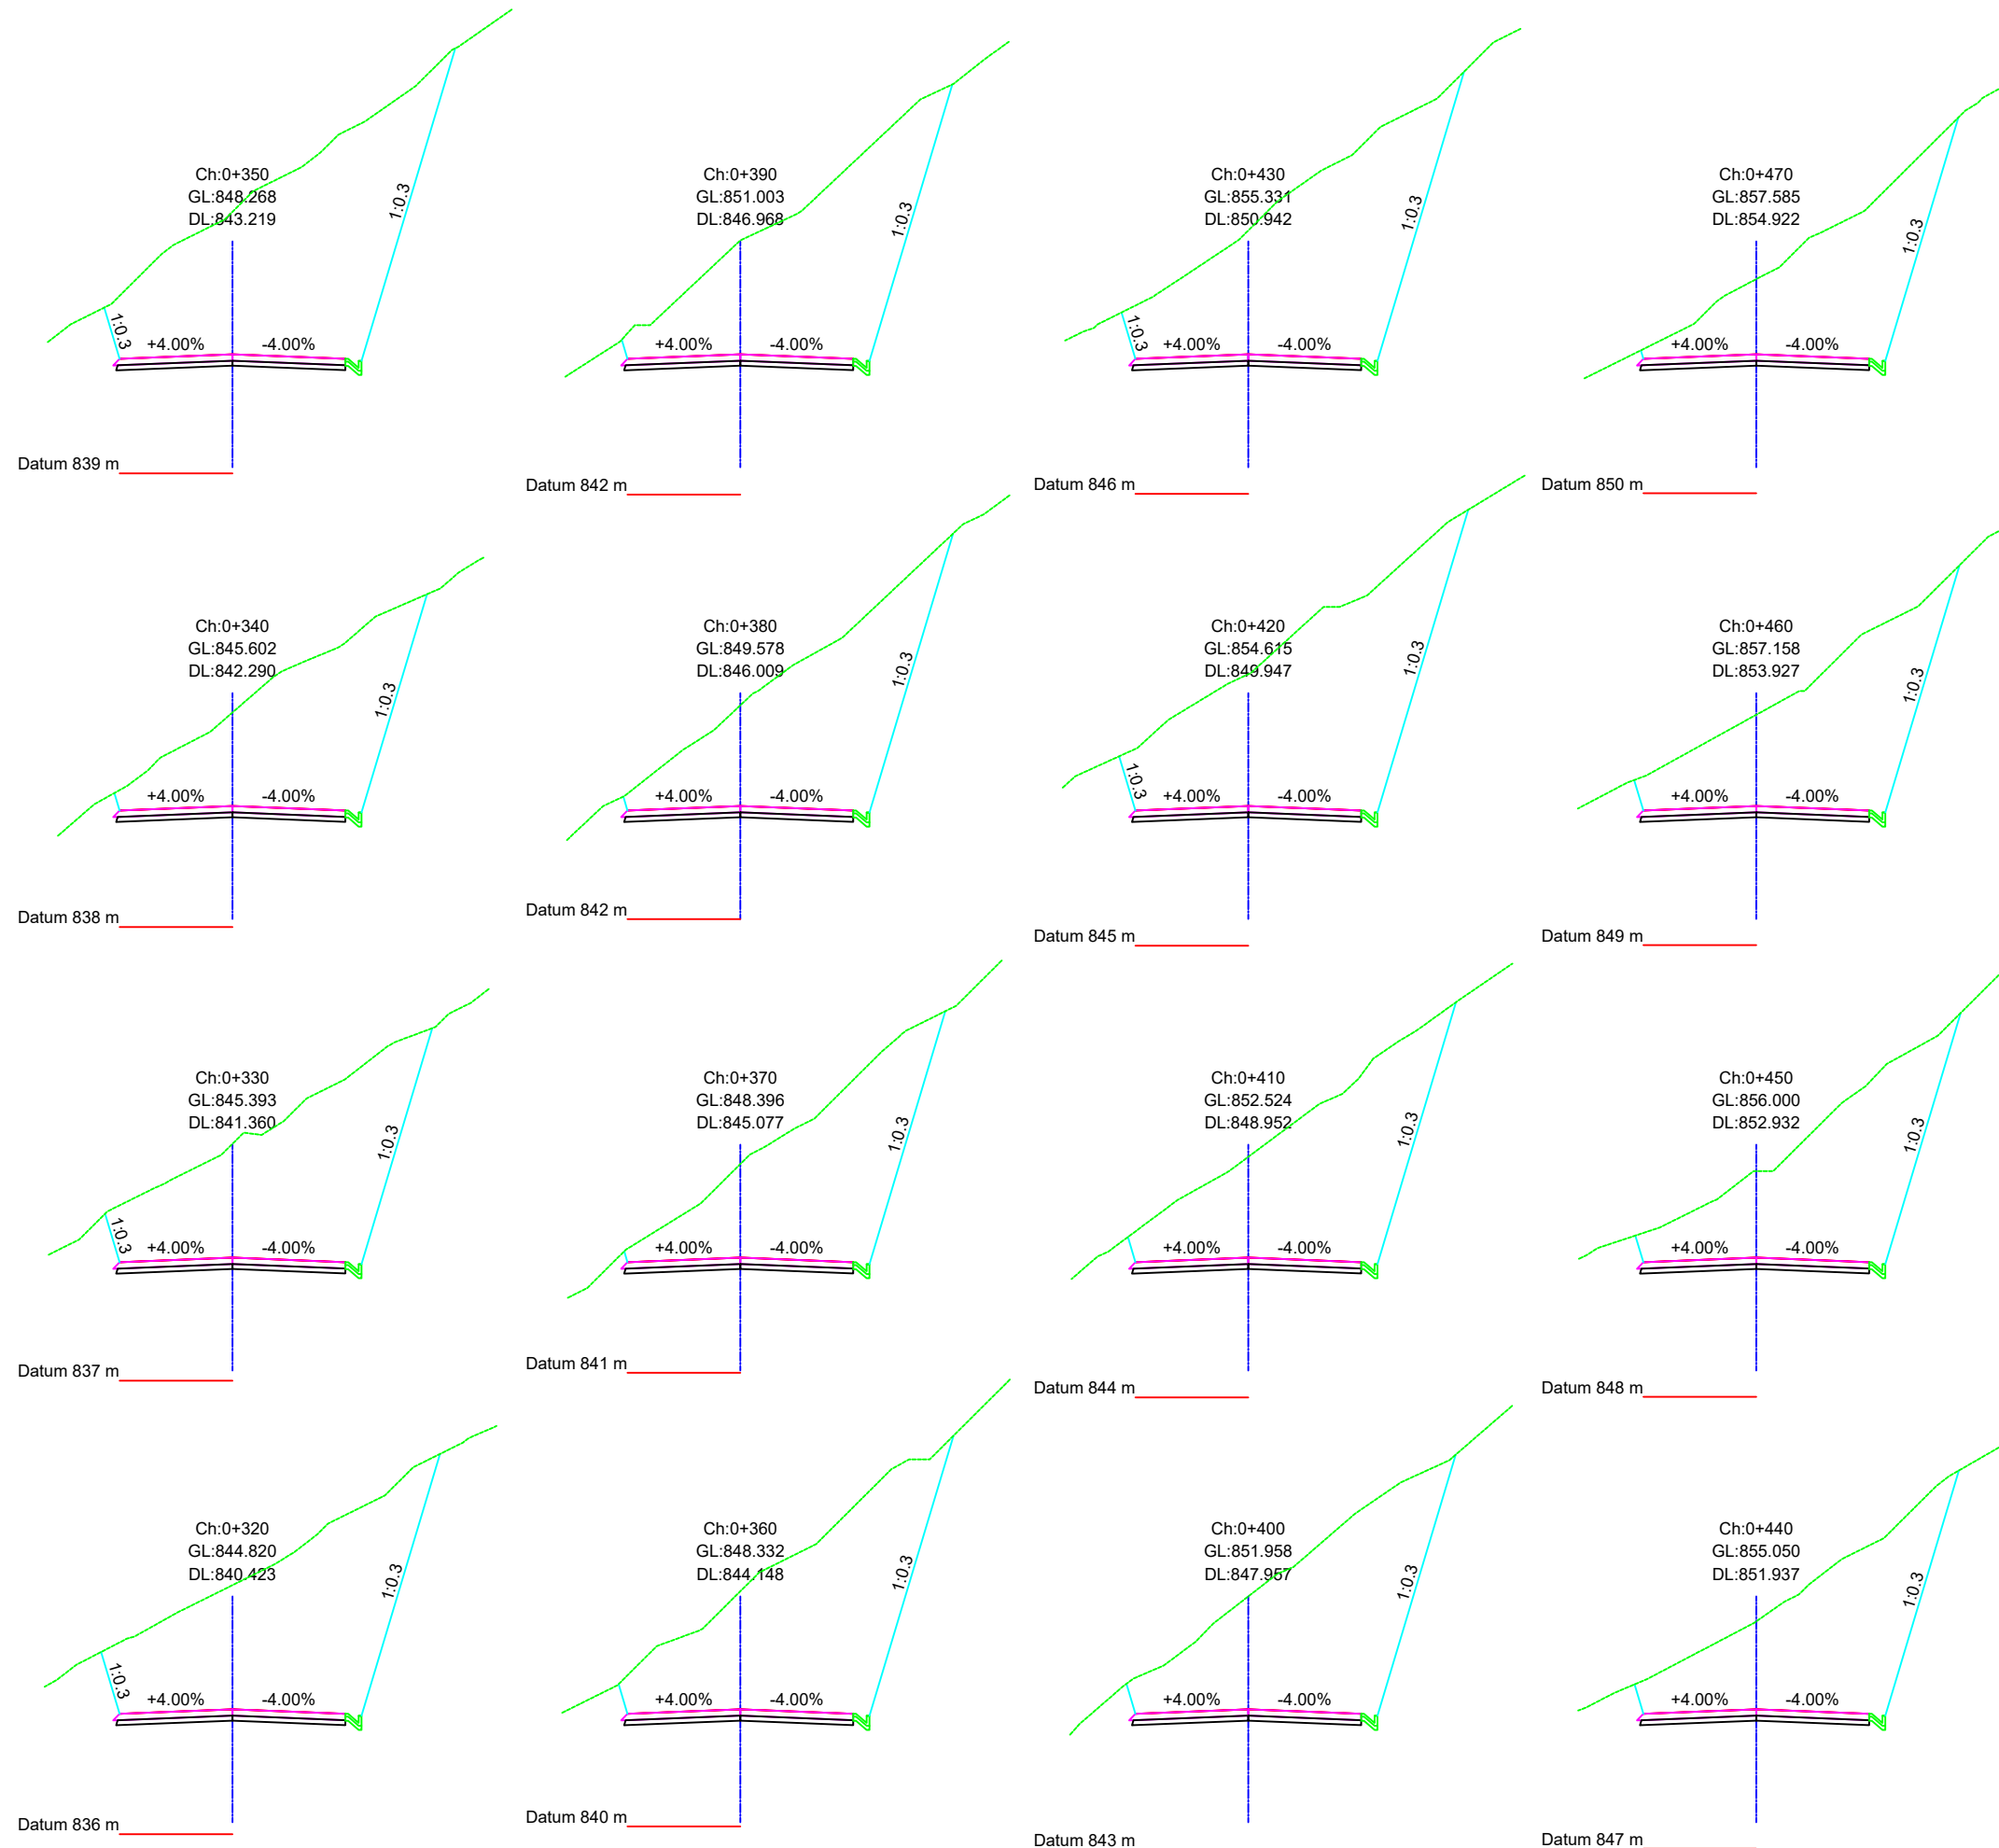 Ch:0+350
GL:848.268
DL:843.219
1:0.3
1:0.3
+4.00% -4.00%
Datum 839 m
Ch:0+390
GL:851.003
DL:846.968
1:0.3
+4.00% -4.00%
Datum 842 m
Ch:0+430
GL:855.331
DL:850.942
1:0.3
1:0.3
+4.00% -4.00%
Datum 846 m
Ch:0+470
GL:857.585
DL:854.922
1:0.3
+4.00% -4.00%
Datum 850 m
Ch:0+340
GL:845.602
DL:842.290
1:0.3
+4.00% -4.00%
Datum 838 m
Ch:0+380
GL:849.578
DL:846.009
1:0.3
+4.00% -4.00%
Datum 842 m
Ch:0+420
GL:854.615
DL:849.947
1:0.3
1:0.3
+4.00% -4.00%
Datum 845 m
Ch:0+460
GL:857.158
DL:853.927
1:0.3
+4.00% -4.00%
Datum 849 m
Ch:0+330
GL:845.393
DL:841.360
1:0.3
1:0.3
+4.00% -4.00%
Datum 837 m
Ch:0+370
GL:848.396
DL:845.077
1:0.3
+4.00% -4.00%
Datum 841 m
Ch:0+410
GL:852.524
DL:848.952
1:0.3
+4.00% -4.00%
Datum 844 m
Ch:0+450
GL:856.000
DL:852.932
1:0.3
+4.00% -4.00%
Datum 848 m
Ch:0+320
GL:844.820
DL:840.423
1:0.3
1:0.3
+4.00% -4.00%
Datum 836 m
Ch:0+360
GL:848.332
DL:844.148
1:0.3
+4.00% -4.00%
Datum 840 m
Ch:0+400
GL:851.958
DL:847.957
1:0.3
+4.00% -4.00%
Datum 843 m
Ch:0+440
GL:855.050
DL:851.937
1:0.3
+4.00% -4.00%
Datum 847 m